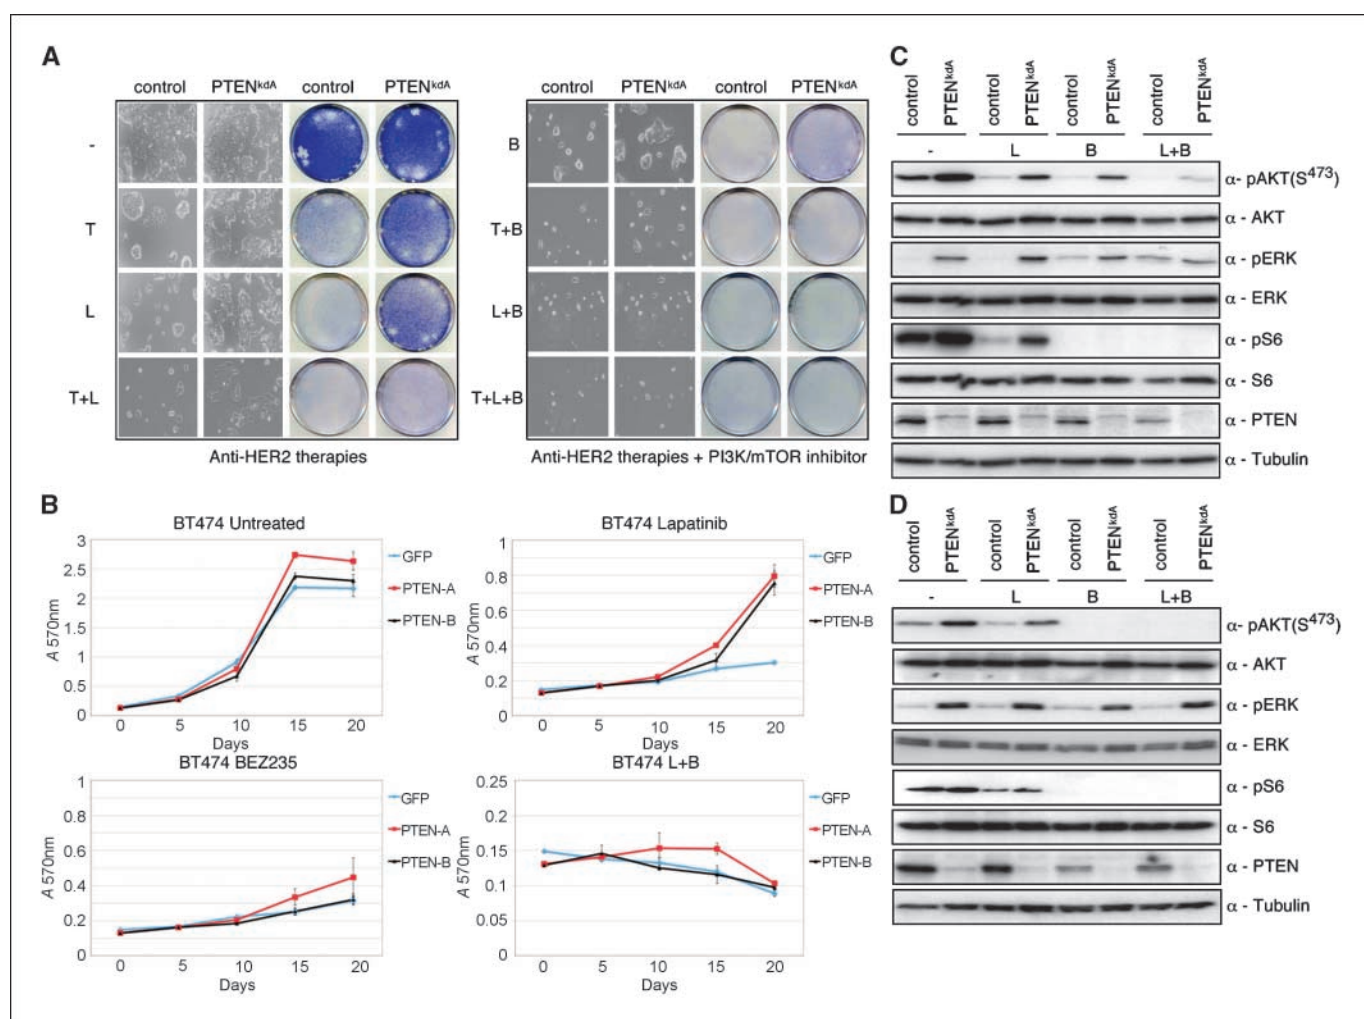 A
control PTENkdA control PTENkdA
-
T
L
T+L
Anti-HER2 therapies
control PTENkdA control PTENkdA
B
T+B
L+B
T+L+B
Anti-HER2 therapies + PI3K/mTOR inhibitor
B
BT474 Untreated
3
2.5
2
1.5
1
0.5
0
A 570nm
0 5 10 15 20
Days
GFP
PTEN-A
PTEN-B
BT474 Lapatinib
1
0.8
0.6
0.4
0.2
0
A 570nm
0 5 10 15 20
Days
GFP
PTEN-A
PTEN-B
BT474 BEZ235
1
0.8
0.6
0.4
0.2
0
A 570nm
0 5 10 15 20
Days
GFP
PTEN-A
PTEN-B
BT474 L+B
0.25
0.20
0.15
0.1
0.05
0
A 570nm
0 5 10 15 20
Days
GFP
PTEN-A
PTEN-B
C
control PTENkdA control PTENkdA control PTENkdA control PTENkdA
- L B L+B
α- pAKT(S473)
α - AKT
α - pERK
α - ERK
α - pS6
α - S6
α - PTEN
α - Tubulin
D
control PTENkdA control PTENkdA control PTENkdA control PTENkdA
- L B L+B
α- pAKT(S473)
α - AKT
α - pERK
α - ERK
α - pS6
α - S6
α - PTEN
α - Tubulin